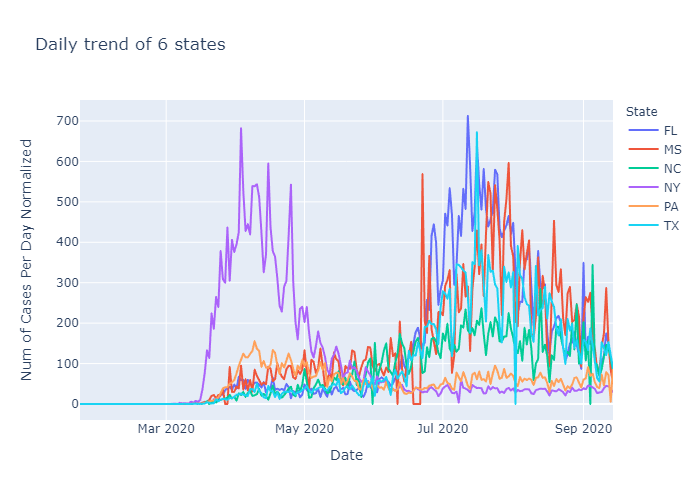 Daily trend of 6 states
Num of Cases Per Day Normalized
700
600
500
400
300
200
100
0
Mar 2020
May 2020
Jul 2020
Sep 2020
Date
State
FL
MS
NC
NY
PA
TX